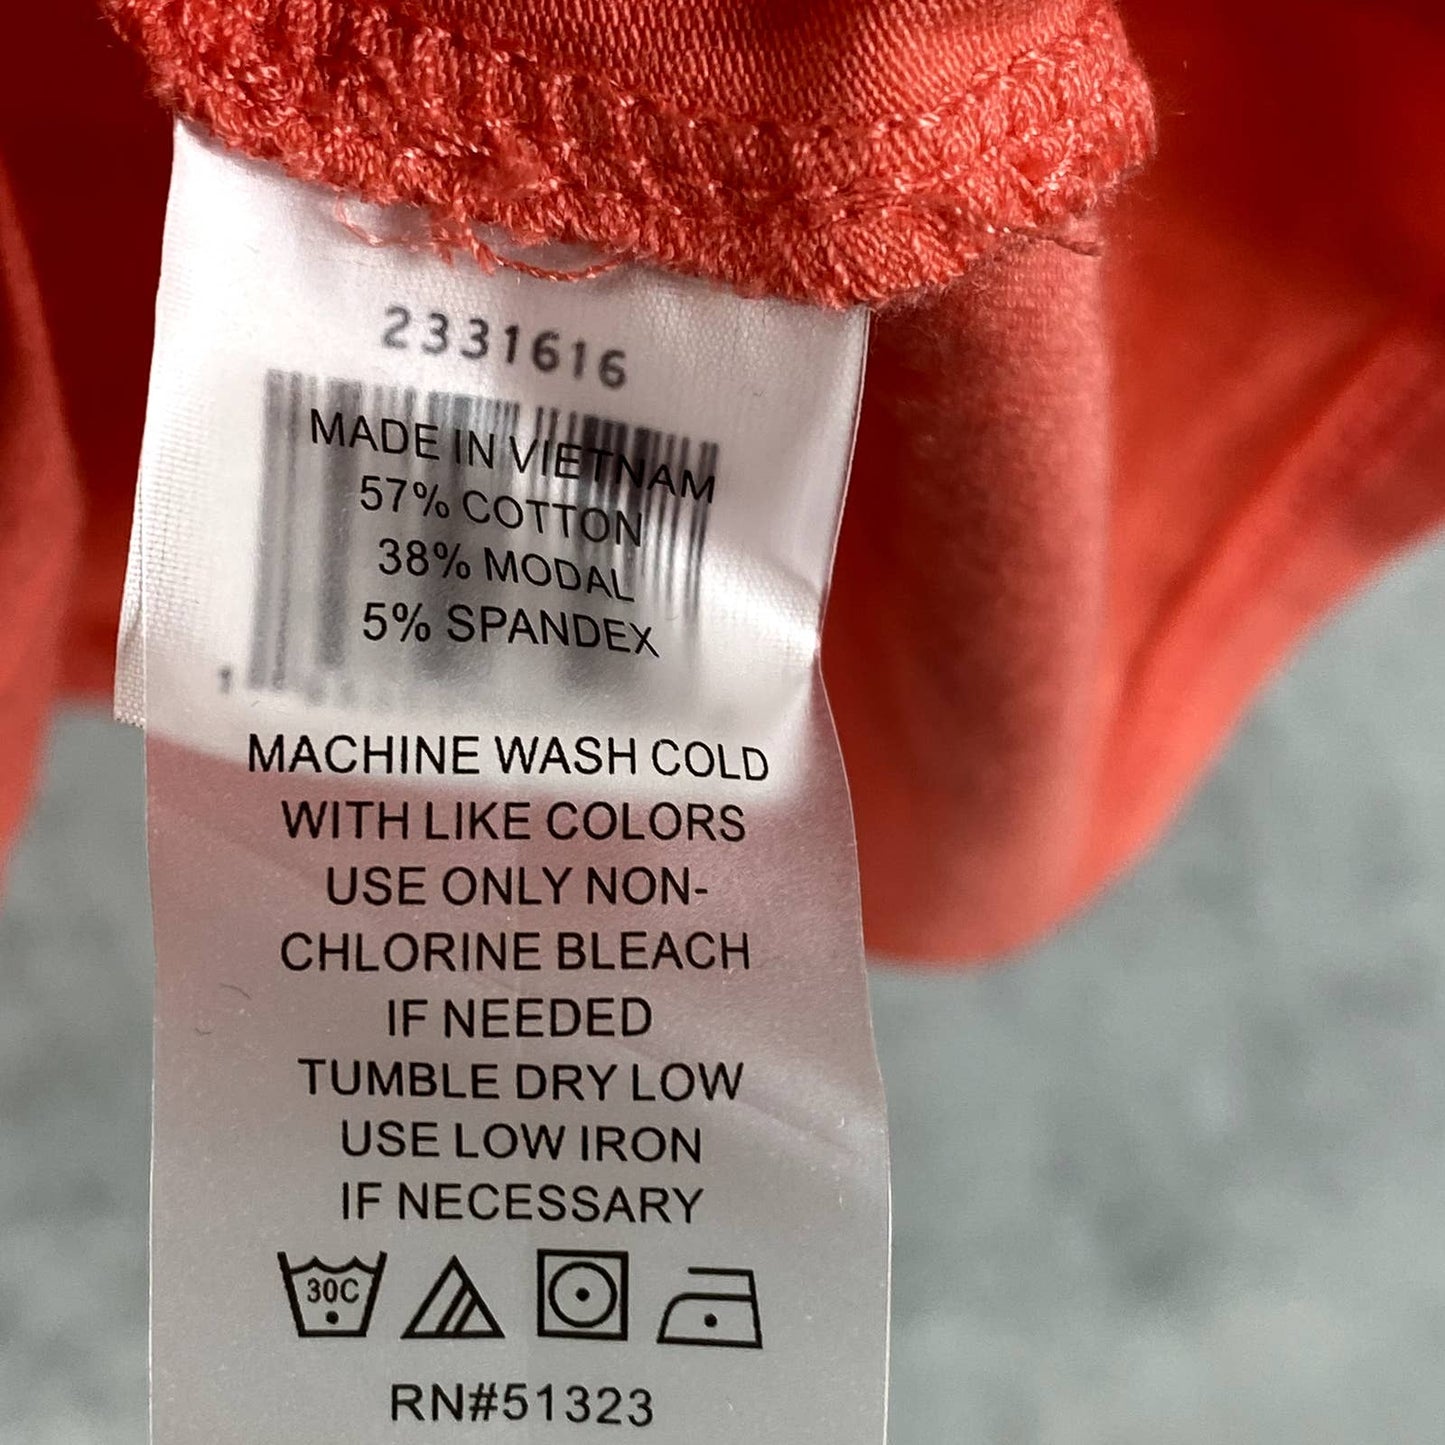 2331616
MADE IN VIETNAM
57% COTTON
38% MODAL
5% SPANDEX
MACHINE WASH COLD
WITH LIKE COLORS
USE ONLY NON-
CHLORINE BLEACH
IF NEEDED
TUMBLE DRY LOW
USE LOW IRON
IF NECESSARY
30C
RN#51323